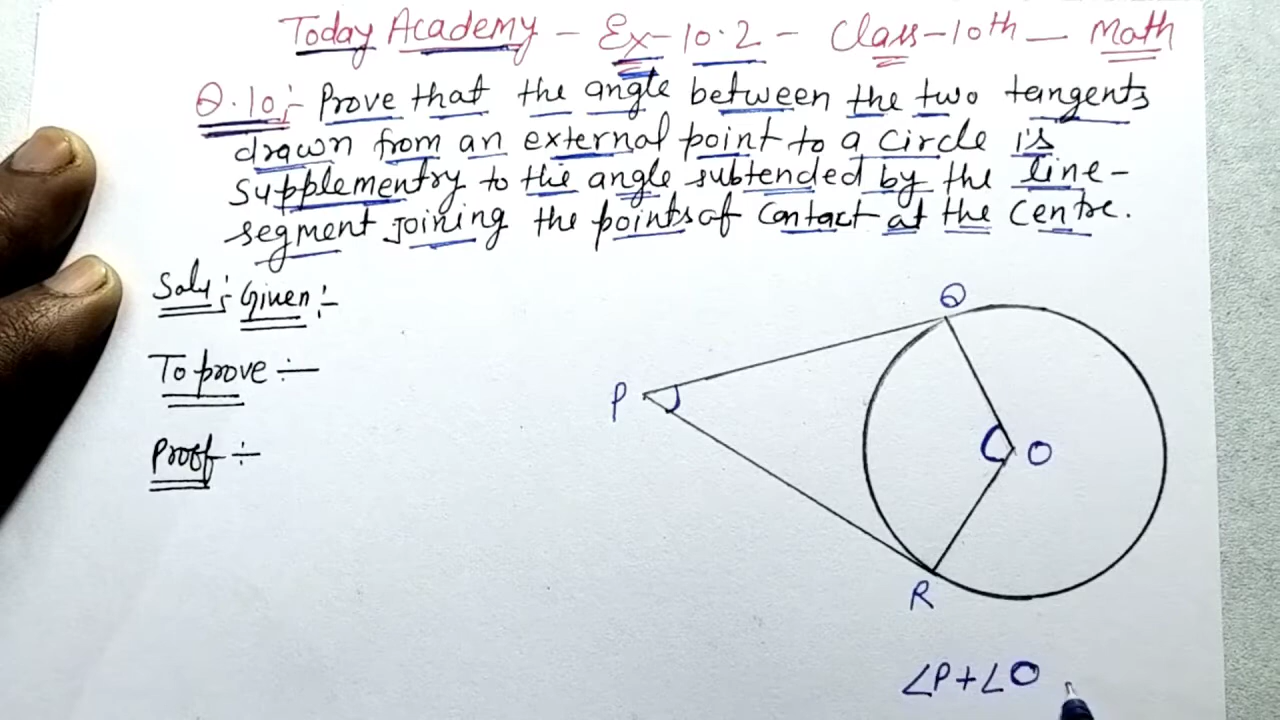 Today Academy - Ex-10.2 - Class-10th - Math
Q.10:- Prove that the angle between the two tangents
drawn from an external point to a circle is
supplementry to the angle subtended by the line-
segment joining the points of contact at the centre.
Soln: Given:-
To prove :-
Proof :-
Q
P
O
R
∠P+∠O